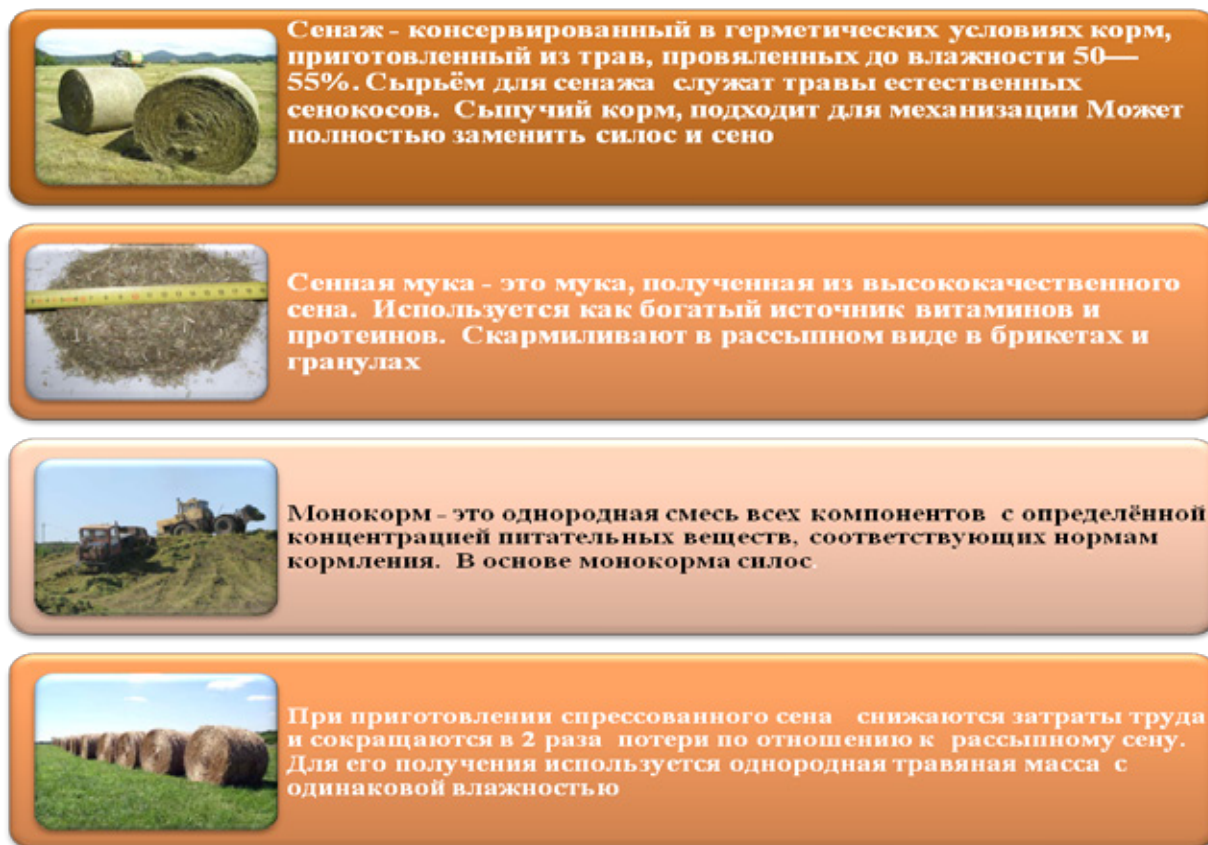 Сенаж - консервированный в герметических условиях корм,
приготовленный из трав, провяленных до влажности 50—
55%. Сырьём для сенажа служат травы естественных
сенокосов. Сыпучий корм, подходит для механизации Может
полностью заменить силос и сено
Сенная мука - это мука, полученная из высококачественного
сена. Используется как богатый источник витаминов и
протеинов. Скармиливают в рассыпном виде в брикетах и
гранулах
Монокорм - это однородная смесь всех компонентов с определённой
концентрацией питательных веществ, соответствующих нормам
кормления. В основе монокорма силос.
При приготовлении спрессованного сена снижаются затраты труда
и сокращаются в 2 раза потери по отношению к рассыпному сену.
Для его получения используется однородная травяная масса с
одинаковой влажностью